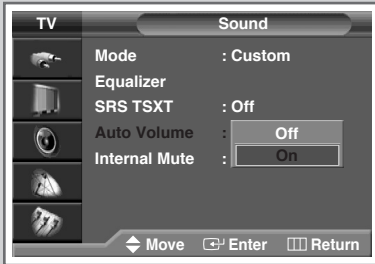 TV Sound
Mode : Custom
Equalizer
SRS TSXT : Off
Auto Volume : Off
On
Internal Mute :
Move Enter Return